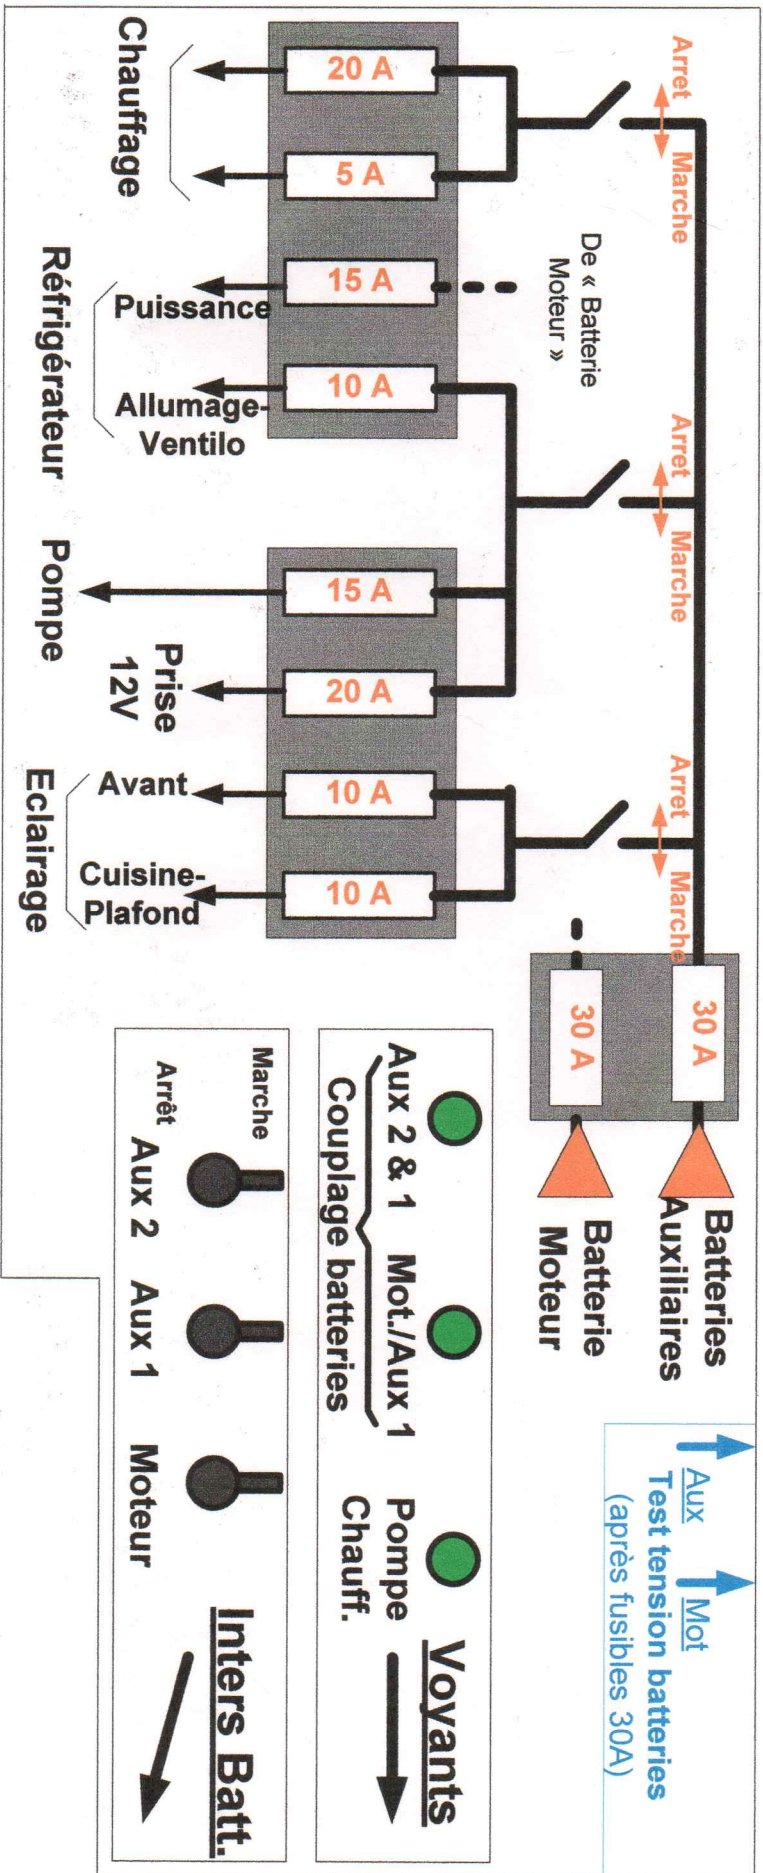 Arret
Marche
Arret
Marche
Arret
Marche
30 A
Batteries
Auxiliaires
30 A
Batterie
Moteur
De « Batterie
Moteur »
20 A
5 A
15 A
10 A
15 A
20 A
10 A
10 A
Chauffage
Puissance
Allumage-
Ventilo
Réfrigérateur
Pompe
Prise
12V
Avant
Cuisine-
Plafond
Eclairage
Aux
Mot
Test tension batteries
(après fusibles 30A)
Aux 2 & 1
Mot./Aux 1
Couplage batteries
Pompe
Chauff.
Voyants
Marche
Arrêt
Aux 2
Aux 1
Moteur
Inters Batt.